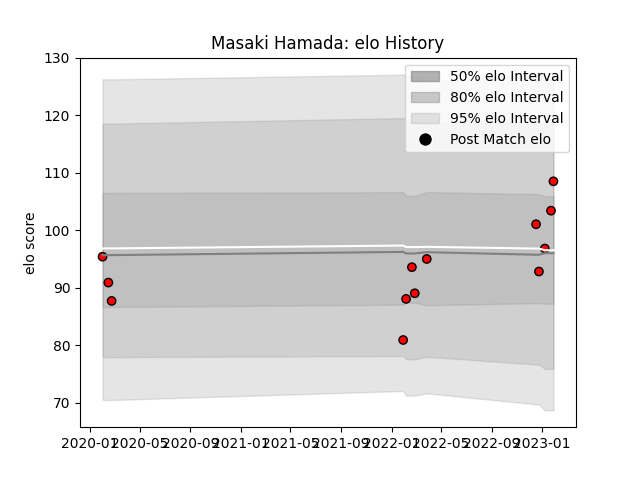 Masaki Hamada: elo History
130
120
110
100
90
80
70
elo score
50% elo Interval
80% elo Interval
95% elo Interval
Post Match elo
2020-01 2020-05 2020-09 2021-01 2021-05 2021-09 2022-01 2022-05 2022-09 2023-01